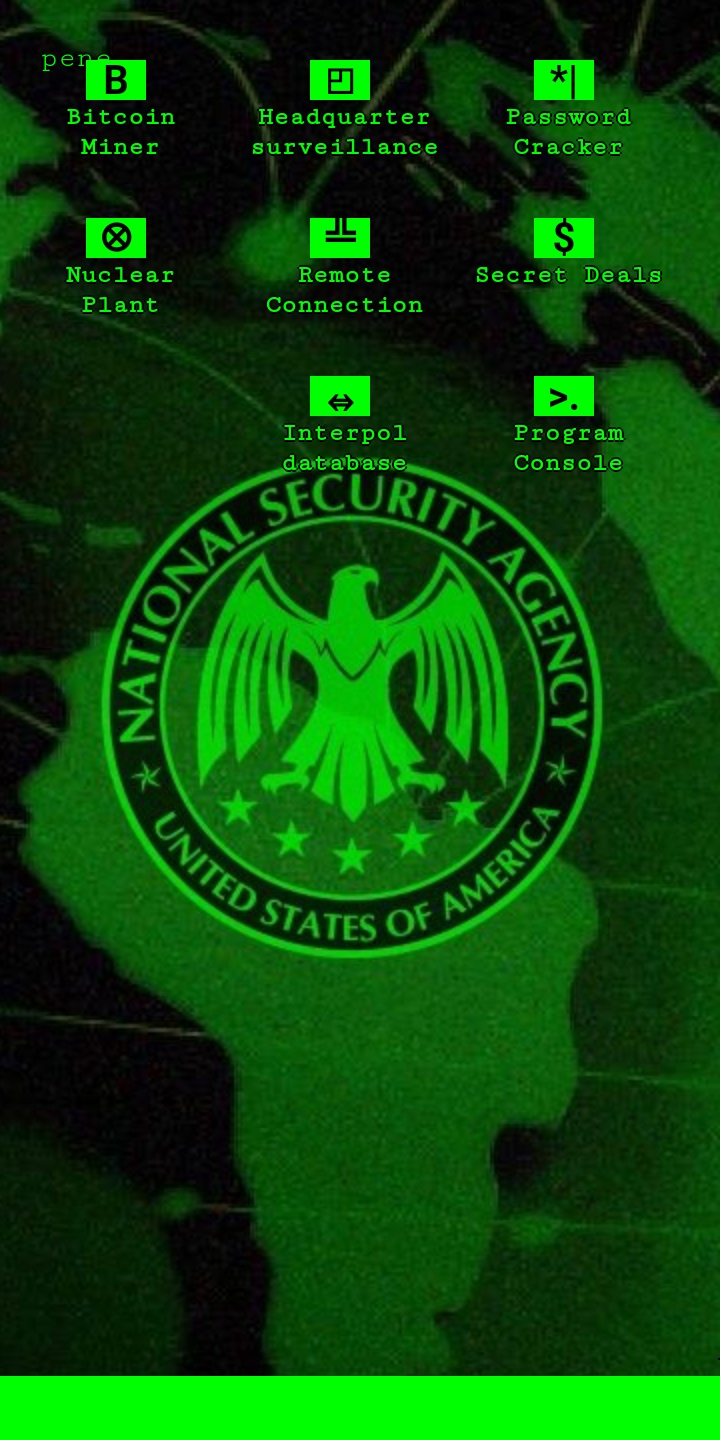 pene
B
Bitcoin
Miner
Headquarter
surveillance
*|
Password
Cracker
Nuclear
Plant
Remote
Connection
$
Secret Deals
Interpol
database
>.
Program
Console
NATIONAL SECURITY AGENCY
UNITED STATES OF AMERICA